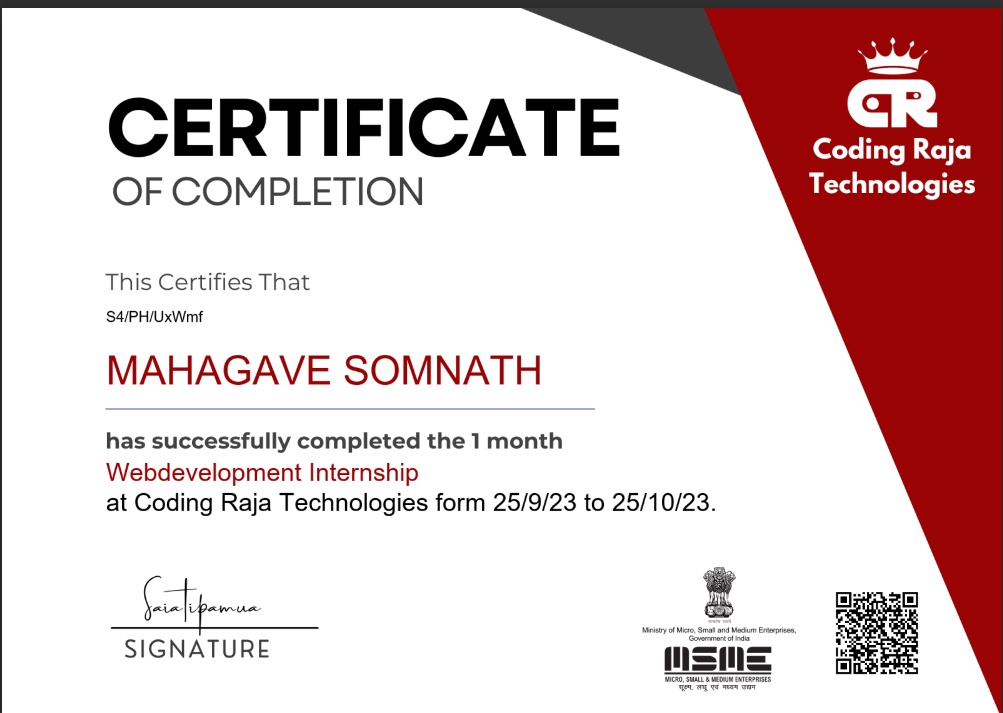 CERTIFICATE
OF COMPLETION
CR
Coding Raja
Technologies
This Certifies That
S4/PH/UxWmf
MAHAGAVE SOMNATH
has successfully completed the 1 month
Webdevelopment Internship
at Coding Raja Technologies form 25/9/23 to 25/10/23.
SIGNATURE
Ministry of Micro, Small and Medium Enterprises,
Government of India
MSME
MICRO, SMALL & MEDIUM ENTERPRISES
सूक्ष्म, लघु एवं मध्यम उद्यम